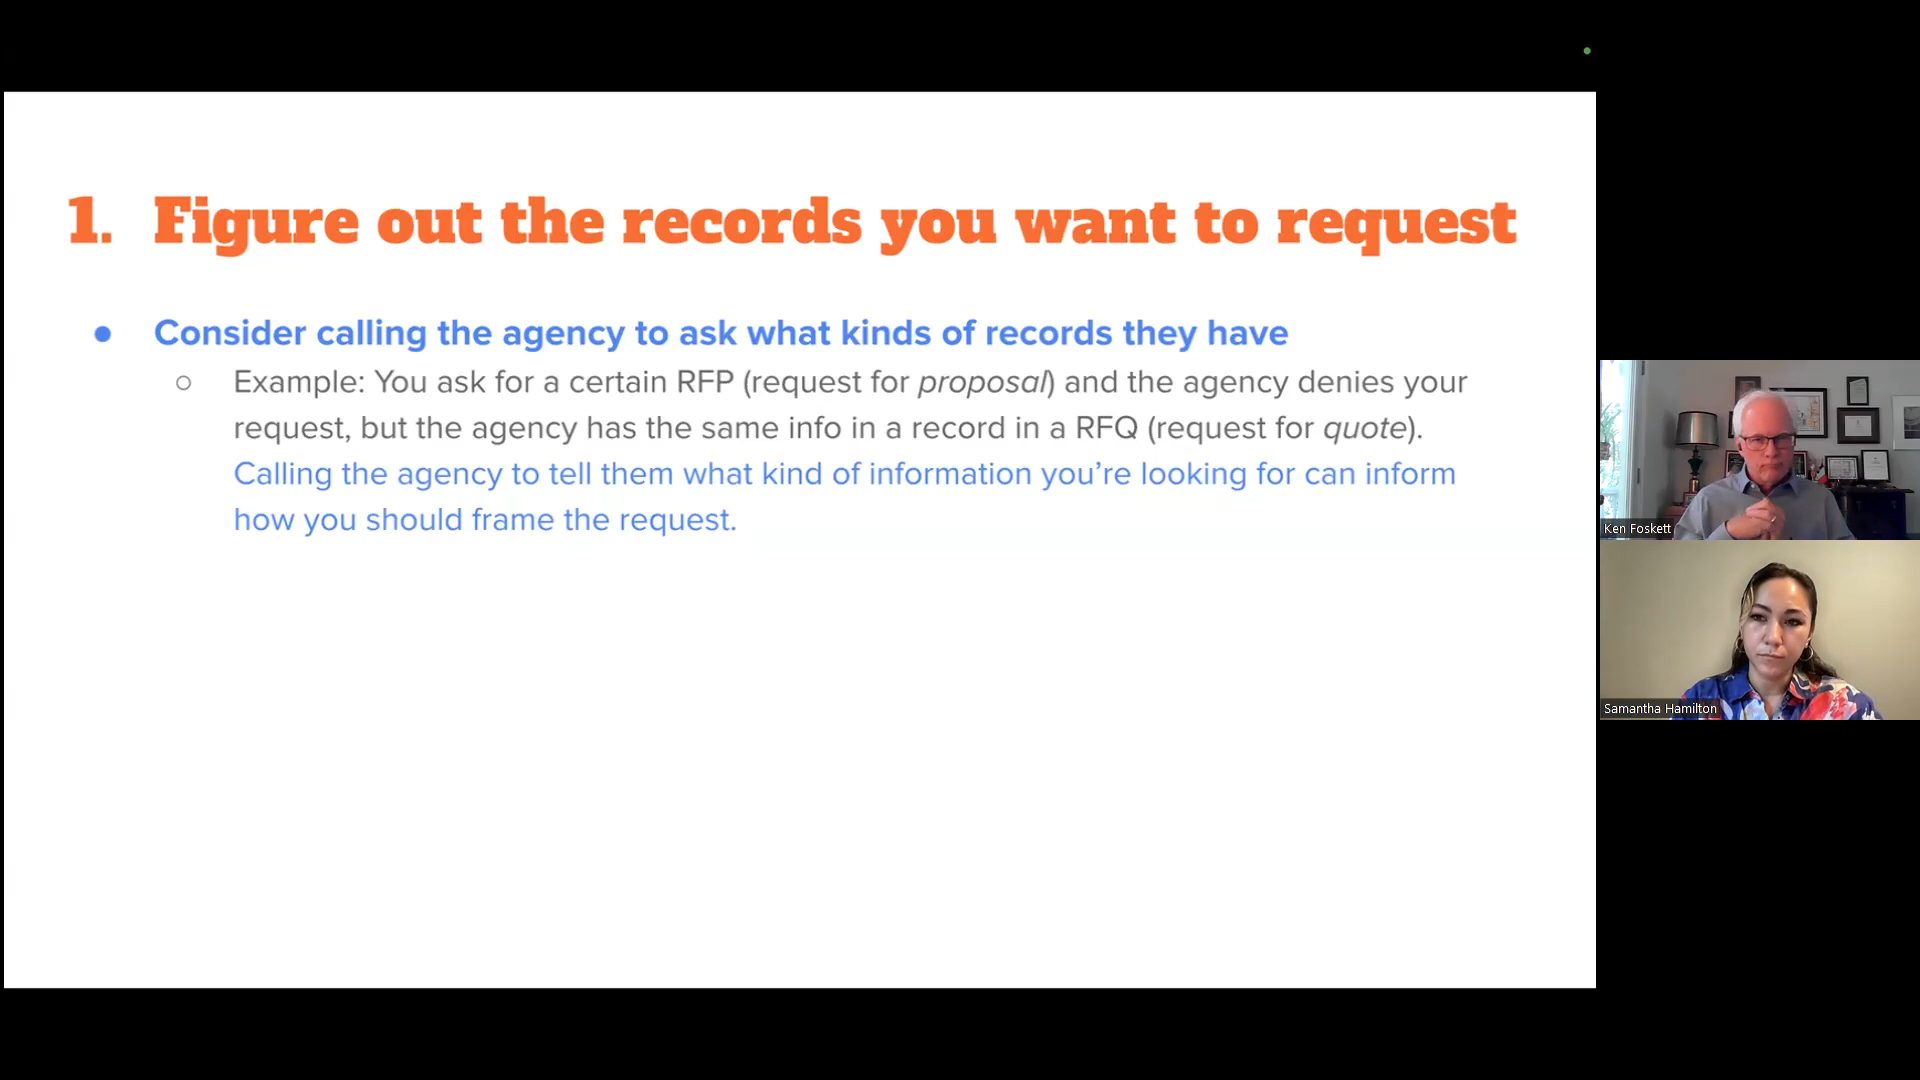 1. Figure out the records you want to request
● Consider calling the agency to ask what kinds of records they have
○ Example: You ask for a certain RFP (request for proposal) and the agency denies your
request, but the agency has the same info in a record in a RFQ (request for quote).
Calling the agency to tell them what kind of information you’re looking for can inform
how you should frame the request.
Ken Foskett
Samantha Hamilton